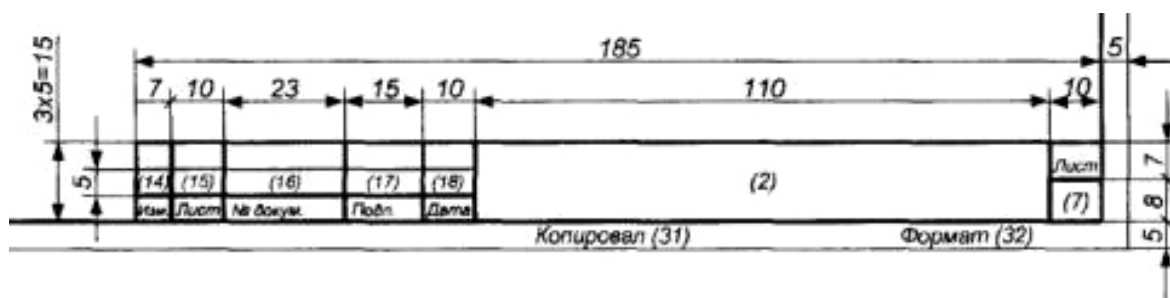 185 5
3х5=15
7 10 23 15 10 110 10
5
7
Лист
(14) (15) (16) (17) (18) (2)
(7)
8
Изм. Лист № докум. Подп. Дата
Копировал (31) Формат (32)
5